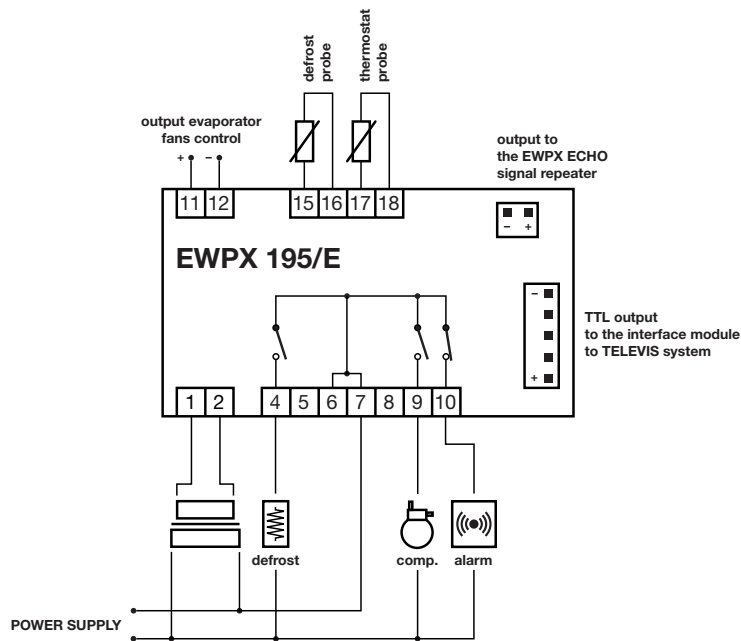 defrost
probe
thermostat
probe
output evaporator
fans control
+ −
output to
the EWPX ECHO
signal repeater
11 12
15 16 17 18
− +
EWPX 195/E
−
TTL output
to the interface module
to TELEVIS system
+
1 2
4 5 6 7 8 9 10
defrost
comp.
alarm
POWER SUPPLY